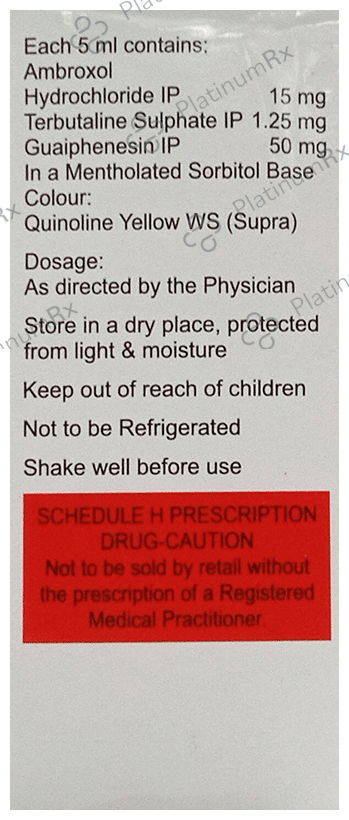 Each 5 ml contains:
Ambroxol
Hydrochloride IP 15 mg
Terbutaline Sulphate IP 1.25 mg
Guaiphenesin IP 50 mg
In a Mentholated Sorbitol Base
Colour:
Quinoline Yellow WS (Supra)
Dosage:
As directed by the Physician
Store in a dry place, protected
from light & moisture
Keep out of reach of children
Not to be Refrigerated
Shake well before use
SCHEDULE H PRESCRIPTION
DRUG-CAUTION
Not to be sold by retail without
the prescription of a Registered
Medical Practitioner.
PlatinumRx
PlatinumRx